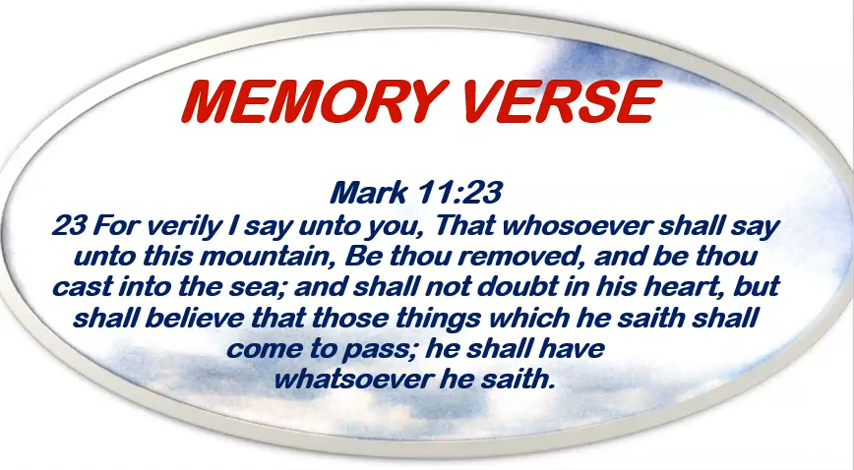 MEMORY VERSE
Mark 11:23
23 For verily I say unto you, That whosoever shall say
unto this mountain, Be thou removed, and be thou
cast into the sea; and shall not doubt in his heart, but
shall believe that those things which he saith shall
come to pass; he shall have
whatsoever he saith.